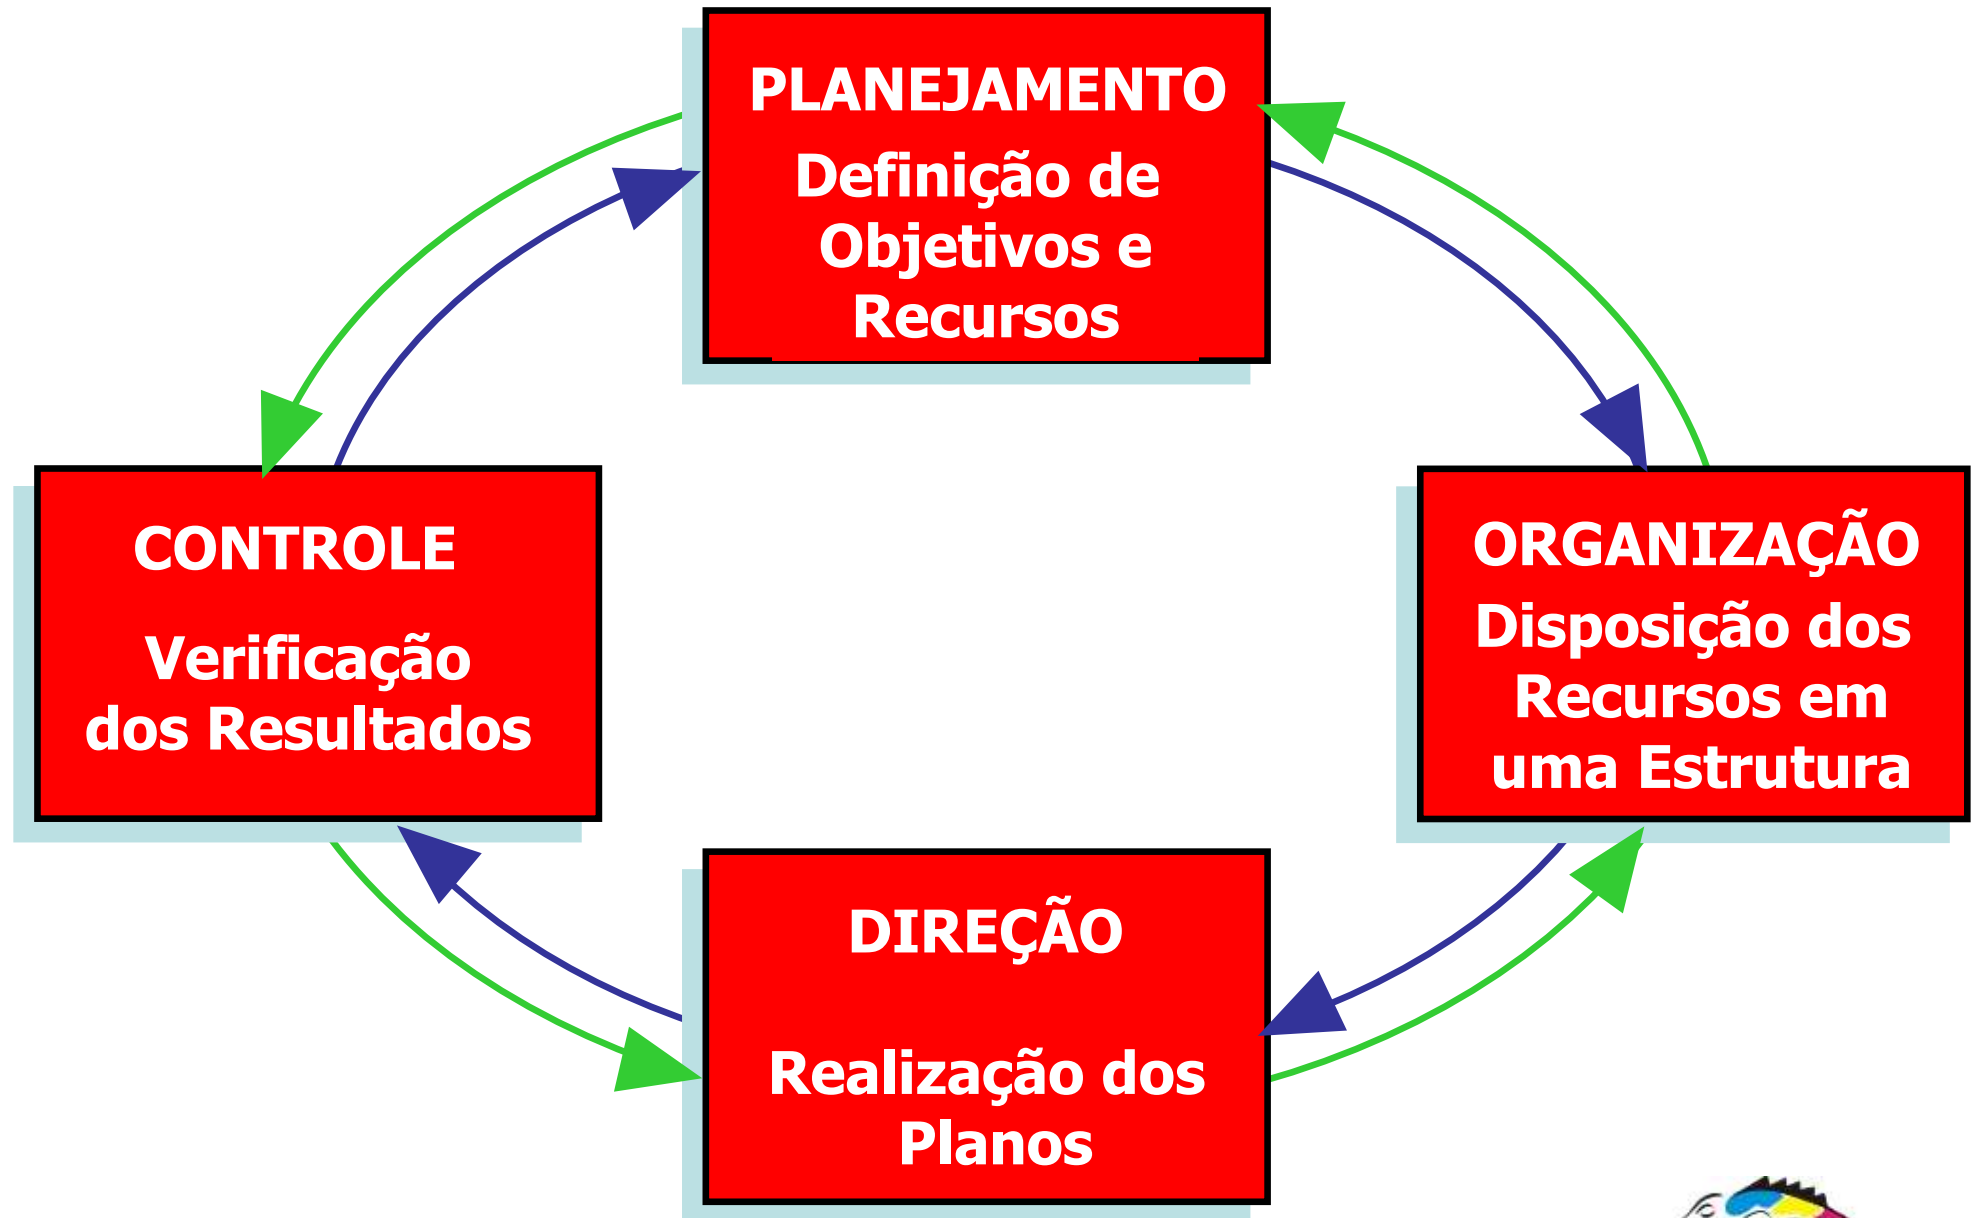 PLANEJAMENTO
Definição de
Objetivos e
Recursos
CONTROLE
Verificação
dos Resultados
ORGANIZAÇÃO
Disposição dos
Recursos em
uma Estrutura
DIREÇÃO
Realização dos
Planos